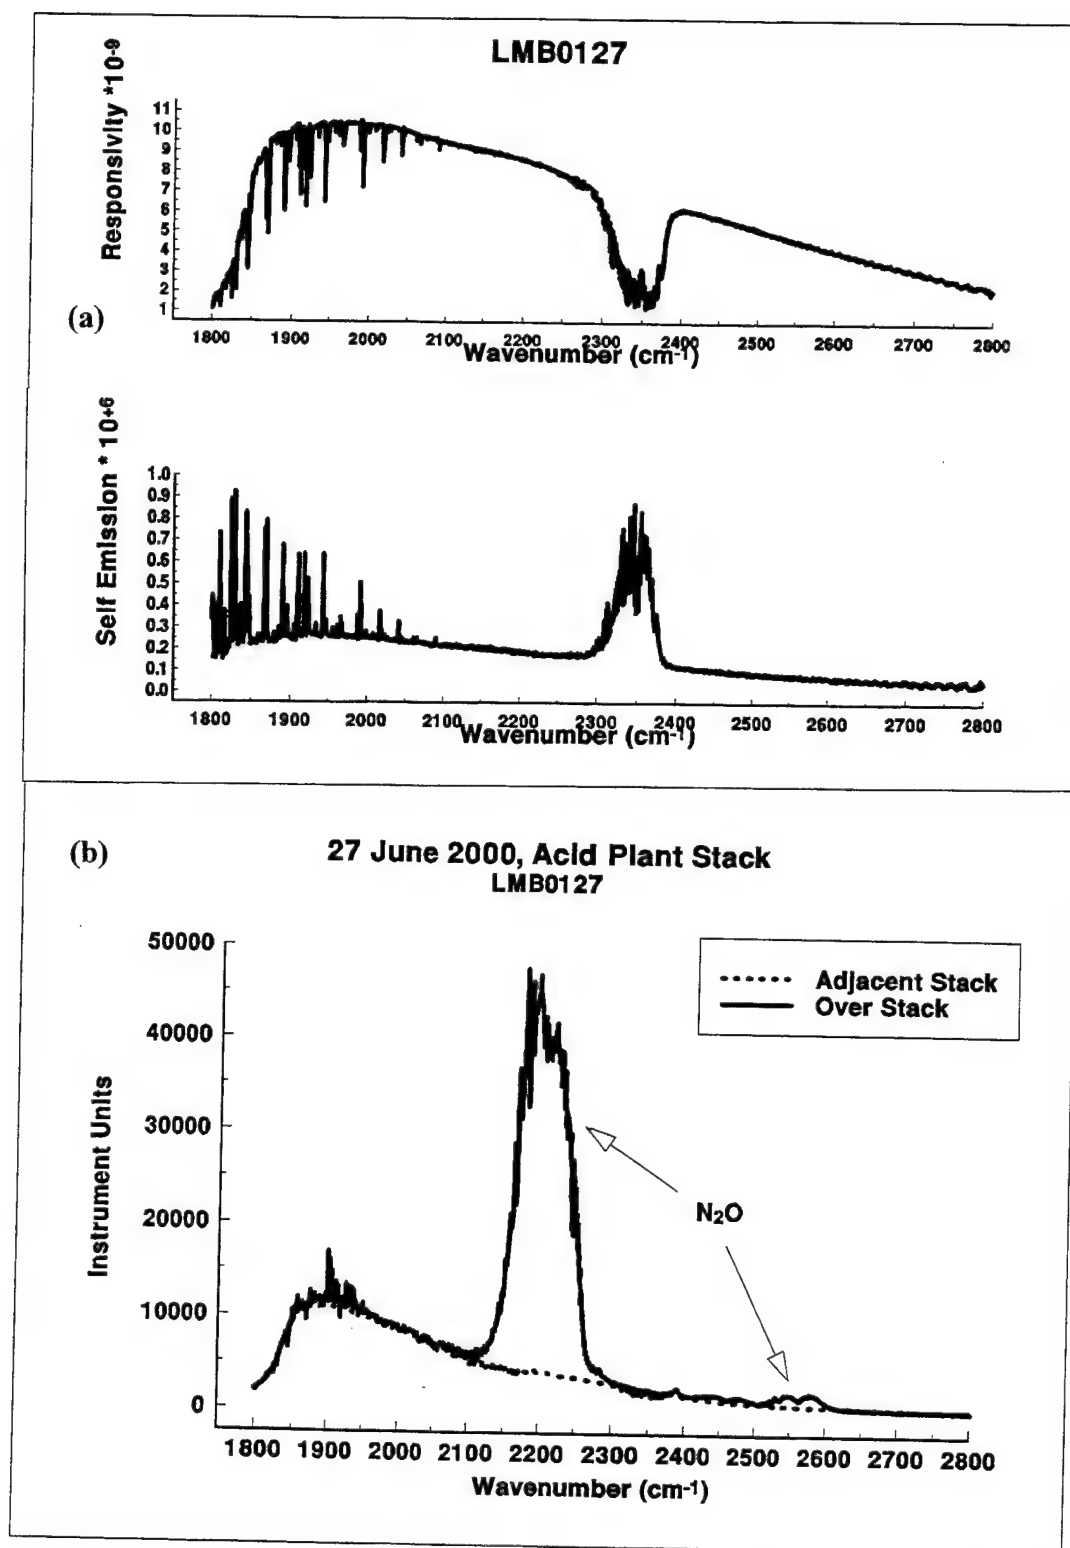 LMB0127
Responsivity *10-9
11
10
9
8
7
6
5
4
3
2
1
(a)
1800 1900 2000 2100 2200 2300 2400 2500 2600 2700 2800
Wavenumber (cm-1)
Self Emission * 10+6
1.0
0.9
0.8
0.7
0.6
0.5
0.4
0.3
0.2
0.1
0.0
1800 1900 2000 2100 2200 2300 2400 2500 2600 2700 2800
Wavenumber (cm-1)
(b)
27 June 2000, Acid Plant Stack
LMB0127
Adjacent Stack
Over Stack
Instrument Units
50000
40000
30000
20000
10000
0
N2O
1800 1900 2000 2100 2200 2300 2400 2500 2600 2700 2800
Wavenumber (cm-1)